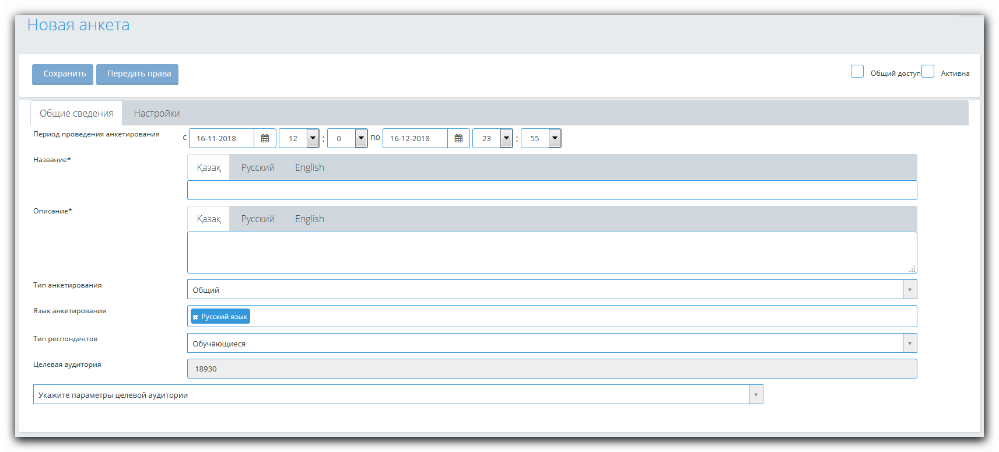 Новая анкета
Сохранить Передать права Общий доступ Активна
Общие сведения Настройки
Период проведения анкетирования с 16-11-2018 12 : 0 по 16-12-2018 23 : 55
Название*
Қазақ Русский English
Описание*
Қазақ Русский English
Тип анкетирования Общий
Язык анкетирования Русский язык
Тип респондентов Обучающиеся
Целевая аудитория 18930
Укажите параметры целевой аудитории